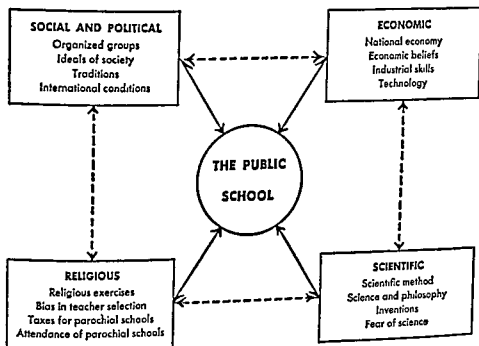 SOCIAL AND POLITICAL
Organized groups
Ideals of society
Traditions
International conditions
ECONOMIC
National economy
Economic beliefs
Industrial skills
Technology
THE PUBLIC
SCHOOL
RELIGIOUS
Religious exercises
Bias in teacher selection
Taxes for parochial schools
Attendance of parochial schools
SCIENTIFIC
Scientific method
Science and philosophy
Inventions
Fear of science